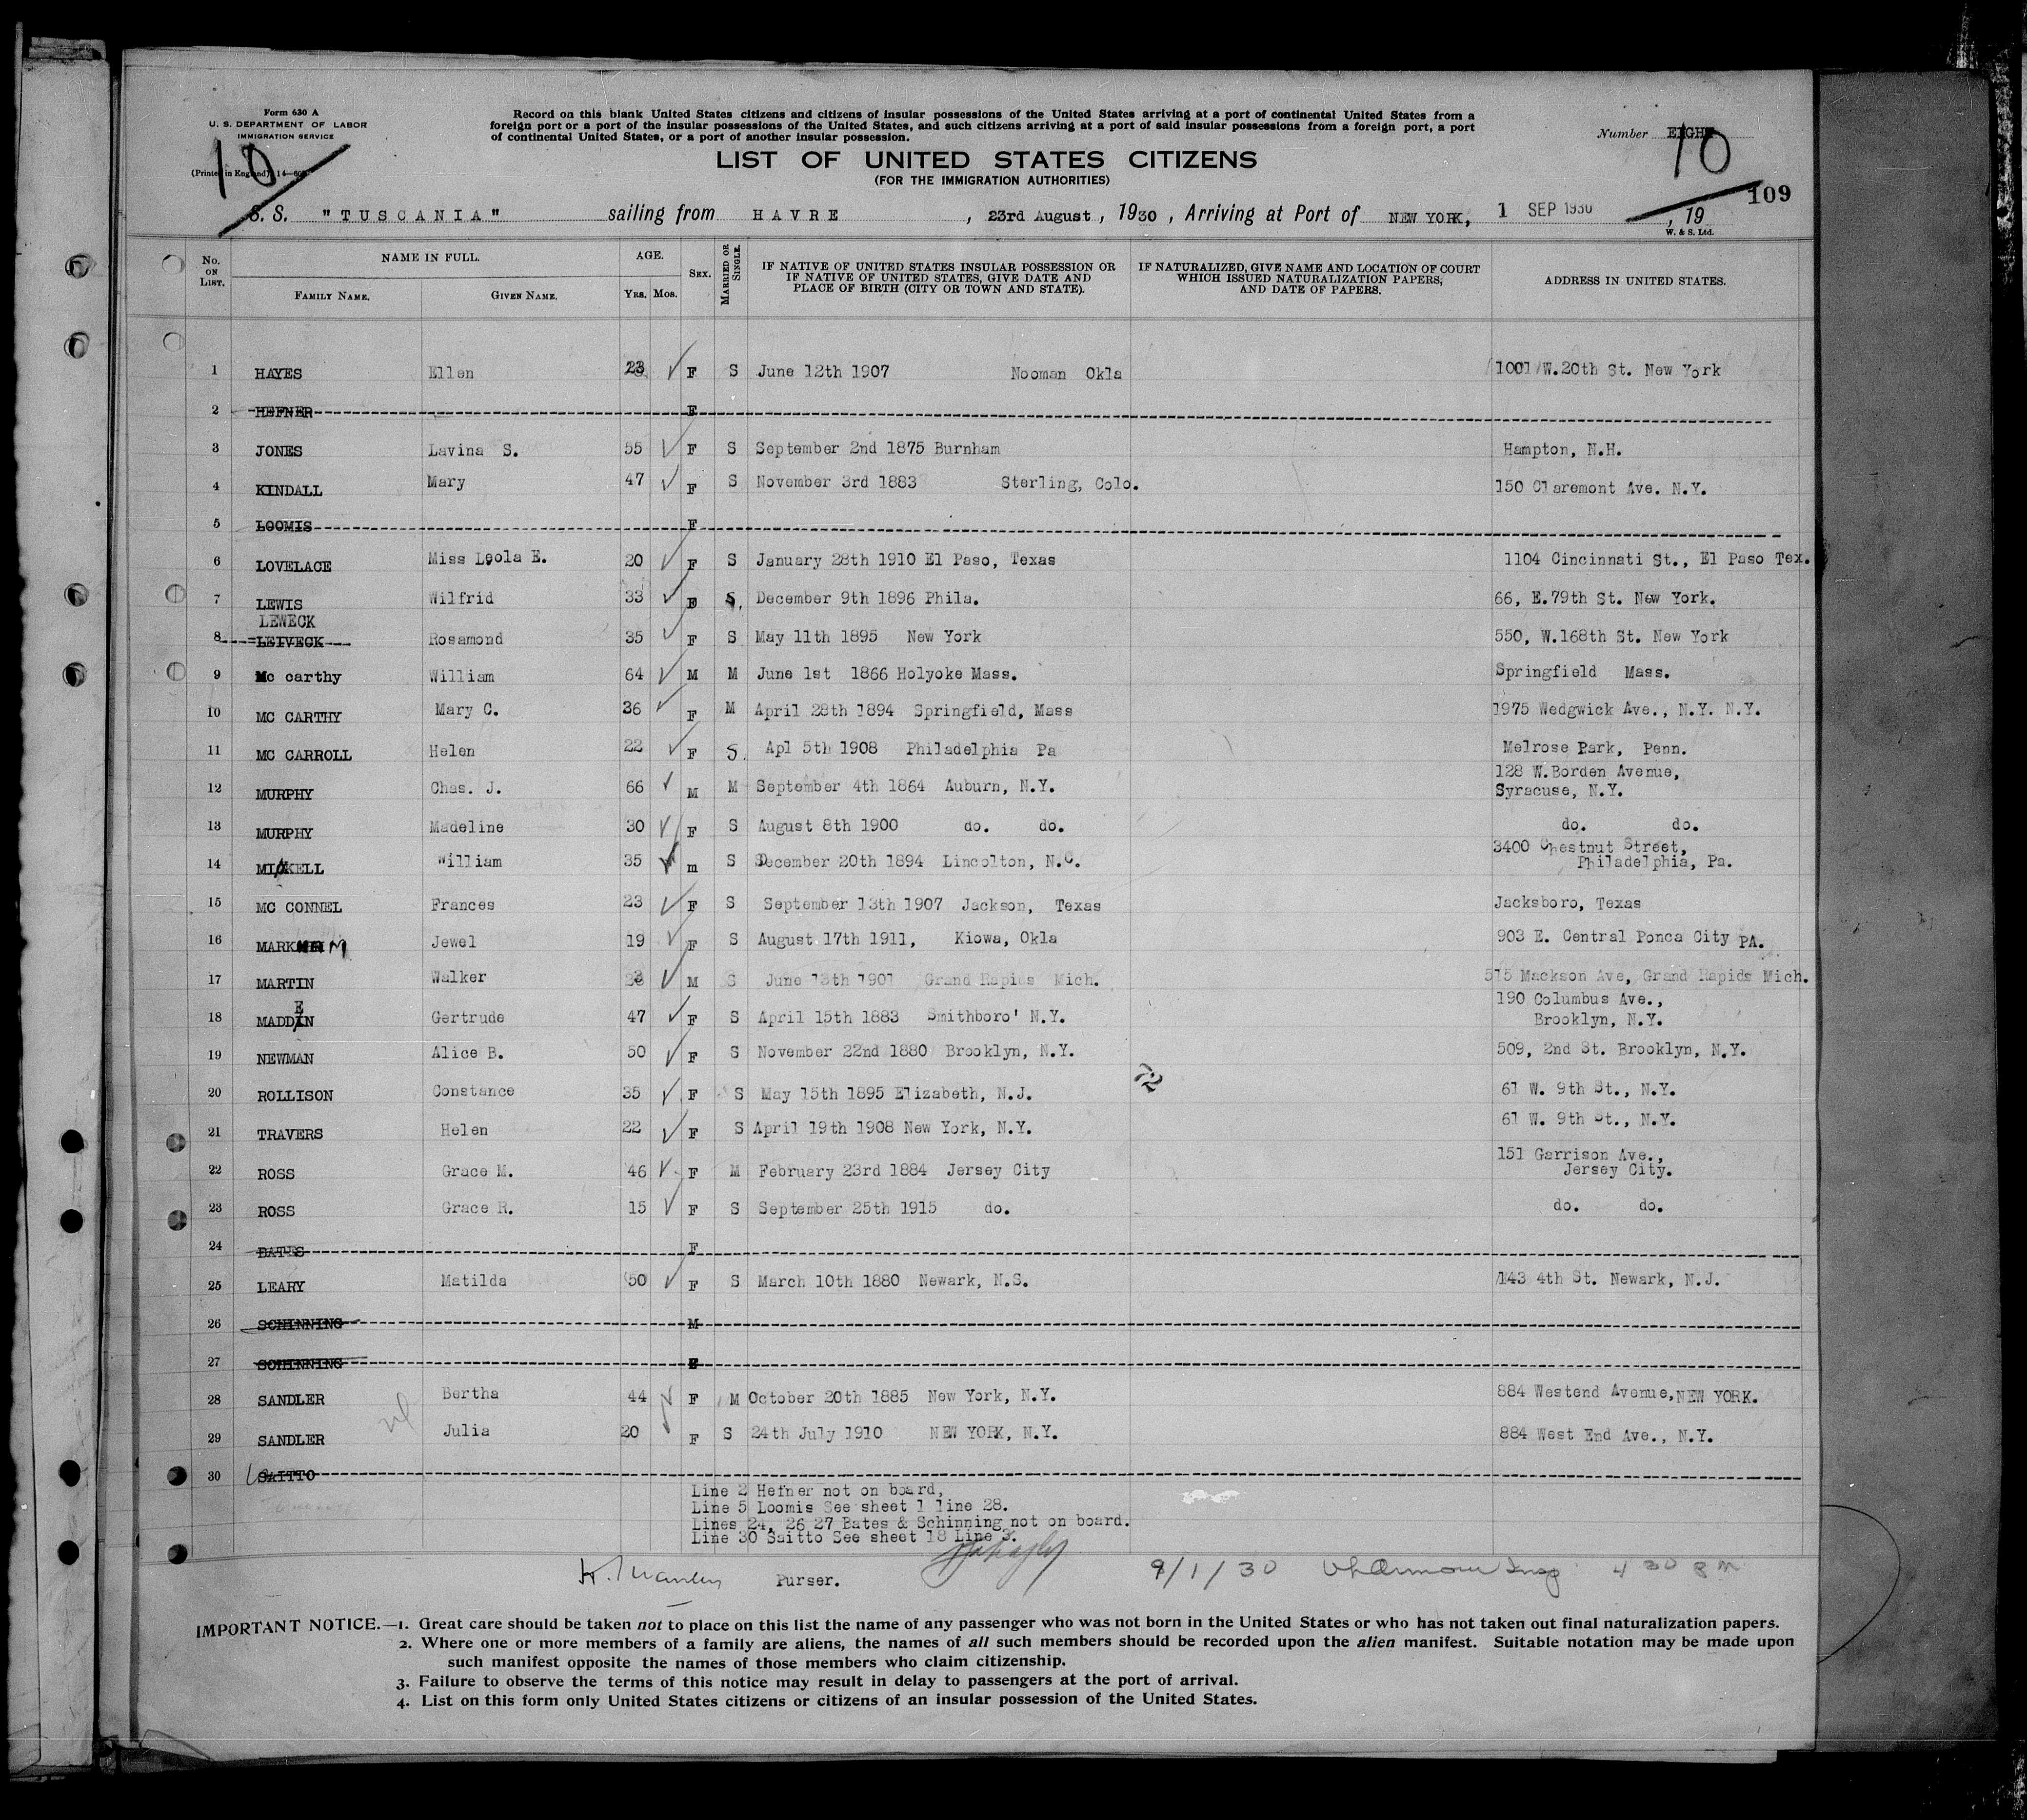 Form 630 A
U. S. DEPARTMENT OF LABOR
IMMIGRATION SERVICE
(Printed in England) 14—
10
Record on this blank United States citizens and citizens of insular possessions of the United States arriving at a port of continental United States from a
foreign port or a port of the insular possessions of the United States, and such citizens arriving at a port of said insular possessions from a foreign port, a port
of continental United States, or a port of another insular possession.
Number EIGHT
10
LIST OF UNITED STATES CITIZENS
(FOR THE IMMIGRATION AUTHORITIES)
109
S. S. "TUSCANIA" sailing from HAVRE, 23rd August, 1930, Arriving at Port of NEW YORK, 1 SEP 1930, 19
W. & S. Ltd.
No. ON LIST. NAME IN FULL. FAMILY NAME. GIVEN NAME. AGE. YRS. MOS. SEX. MARRIED OR SINGLE. IF NATIVE OF UNITED STATES INSULAR POSSESSION OR IF NATIVE OF UNITED STATES, GIVE DATE AND PLACE OF BIRTH (CITY OR TOWN AND STATE). IF NATURALIZED, GIVE NAME AND LOCATION OF COURT WHICH ISSUED NATURALIZATION PAPERS, AND DATE OF PAPERS. ADDRESS IN UNITED STATES.
1 HAYES Ellen 23 F S June 12th 1907 Nooman Okla 1001 W.20th St. New York
2 HEFNER F
3 JONES Lavina S. 55 F S September 2nd 1875 Burnham Hampton, N.H.
4 KINDALL Mary 47 F S November 3rd 1883 Sterling, Colo. 150 Claremont Ave. N.Y.
5 LOOMIS F
6 LOVELACE Miss Leola E. 20 F S January 28th 1910 El Paso, Texas 1104 Cincinnati St., El Paso Tex.
7 LEWIS Wilfrid 33 S. December 9th 1896 Phila. 66, E.79th St. New York.
LEWECK
8 LEIVECK Rosamond 35 F S May 11th 1895 New York 550, W.168th St. New York
9 Mc carthy William 64 M M June 1st 1866 Holyoke Mass. Springfield Mass.
10 MC CARTHY Mary C. 36 F M April 28th 1894 Springfield, Mass 1975 Wedgwick Ave., N.Y. N.Y.
11 MC CARROLL Helen 22 F S. Apl 5th 1908 Philadelphia Pa Melrose Park, Penn.
12 MURPHY Chas. J. 66 M M September 4th 1864 Auburn, N.Y. 128 W.Borden Avenue, Syracuse, N.Y.
13 MURPHY Madeline 30 F S August 8th 1900 do. do. do. do.
14 MICKELL William 35 m S December 20th 1894 Lincolton, N.C. 3400 Chestnut Street, Philadelphia, Pa.
15 MC CONNEL Frances 23 F S September 13th 1907 Jackson, Texas Jacksboro, Texas
16 MARKHAM Jewel 19 F S August 17th 1911, Kiowa, Okla 903 E. Central Ponca City PA.
17 MARTIN Walker 28 M S June 13th 1901 Grand Rapids Mich. 515 Mackson Ave, Grand Rapids Mich.
18 MADDEN Gertrude 47 F S April 15th 1883 Smithboro' N.Y. 190 Columbus Ave., Brooklyn, N.Y.
19 NEWMAN Alice B. 50 F S November 22nd 1880 Brooklyn, N.Y. 509, 2nd St. Brooklyn, N.Y.
72
20 ROLLISON Constance 35 F S May 15th 1895 Elizabeth, N.J. 61 W. 9th St., N.Y.
21 TRAVERS Helen 22 F S April 19th 1908 New York, N.Y. 61 W. 9th St., N.Y.
22 ROSS Grace M. 46 F M February 23rd 1884 Jersey City 151 Garrison Ave., Jersey City.
23 ROSS Grace R. 15 F S September 25th 1915 do. do. do.
24 BATES F
25 LEARY Matilda 50 F S March 10th 1880 Newark, N.S. 143 4th St. Newark, N.J.
26 SCHINNING M
27 SCHINNING
28 SANDLER Bertha 44 F M October 20th 1885 New York, N.Y. 884 Westend Avenue, NEW YORK.
29 SANDLER Julia 20 F S 24th July 1910 NEW YORK, N.Y. 884 West End Ave., N.Y.
30 SAITTO
Line 2 Hefner not on board,
Line 5 Loomis See sheet 1 line 28.
Lines 24, 26 27 Bates & Schinning not on board.
Line 30 Saitto See sheet 18 Line 3.
Purser. 9/1/30 4 30 PM
IMPORTANT NOTICE.—1. Great care should be taken not to place on this list the name of any passenger who was not born in the United States or who has not taken out final naturalization papers.
2. Where one or more members of a family are aliens, the names of all such members should be recorded upon the alien manifest. Suitable notation may be made upon
such manifest opposite the names of those members who claim citizenship.
3. Failure to observe the terms of this notice may result in delay to passengers at the port of arrival.
4. List on this form only United States citizens or citizens of an insular possession of the United States.